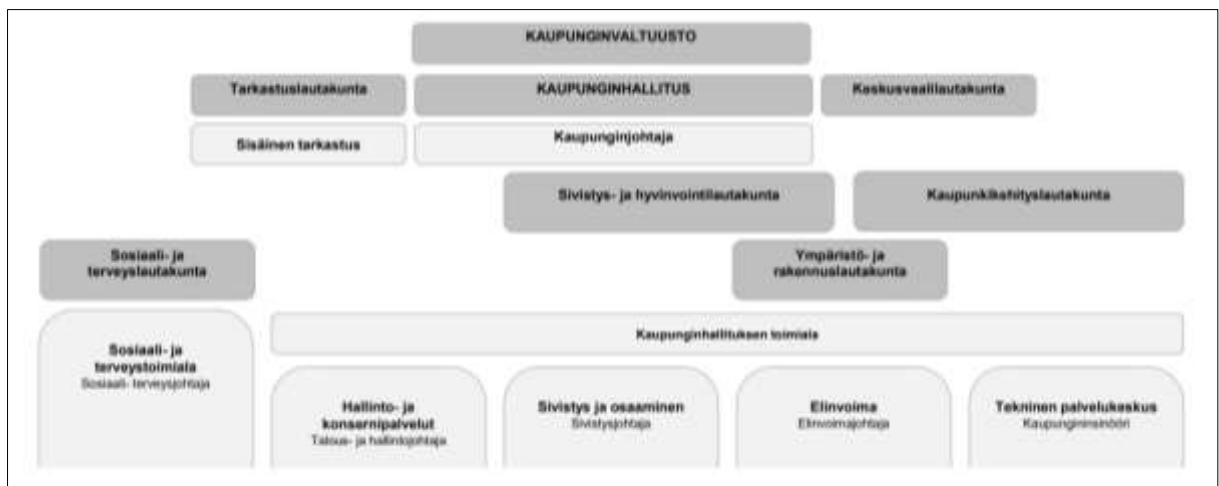 KAUPUNGINVALTUUSTO
Tarkastuslautakunta
KAUPUNGINHALLITUS
Keskusvaalilautakunta
Sisäinen tarkastus
Kaupunginjohtaja
Sivistys- ja hyvinvointilautakunta
Kaupunkikehityslautakunta
Sosiaali- ja
terveyslautakunta
Ympäristö- ja
rakennuslautakunta
Kaupunginhallituksen toimiala
Sosiaali- ja
terveystoimiala
Sosiaali- terveysjohtaja
Hallinto- ja
konsernipalvelut
Talous- ja hallintojohtaja
Sivistys ja osaaminen
Sivistysjohtaja
Elinvoima
Elinvoimajohtaja
Tekninen palvelukeskus
Kaupungininsinööri